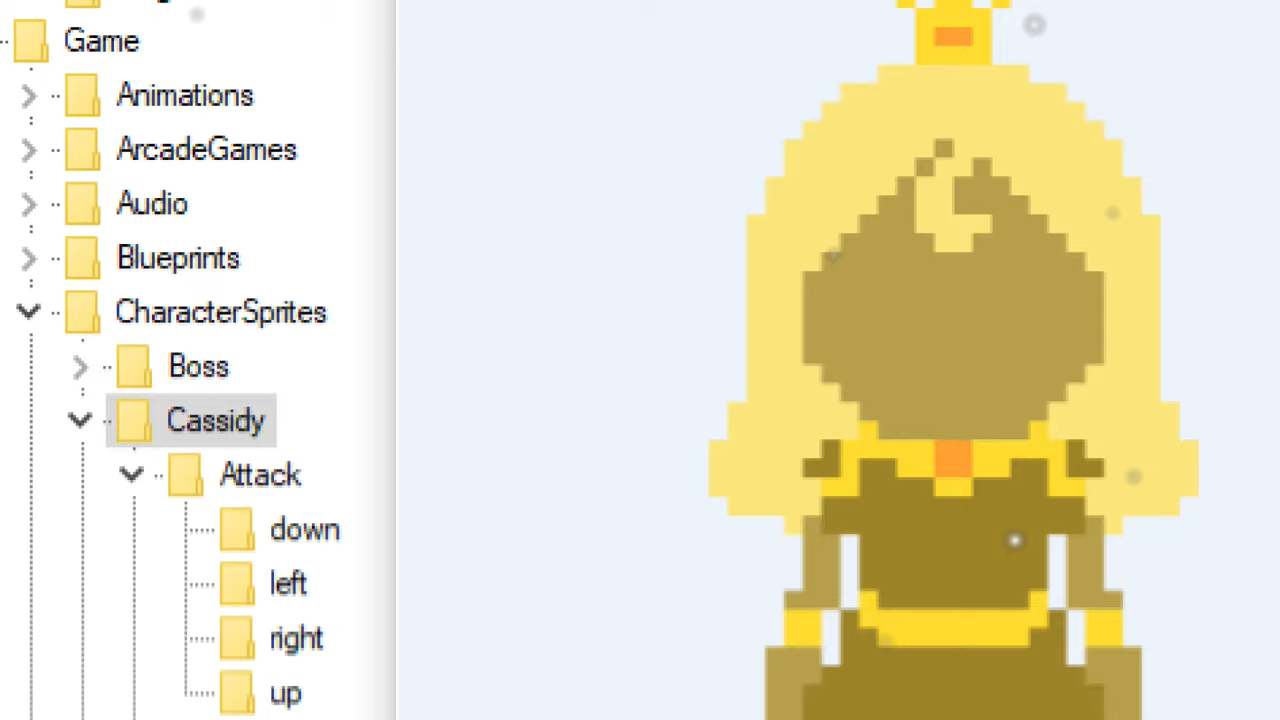 Game
Animations
ArcadeGames
Audio
Blueprints
CharacterSprites
Boss
Cassidy
Attack
down
left
right
up